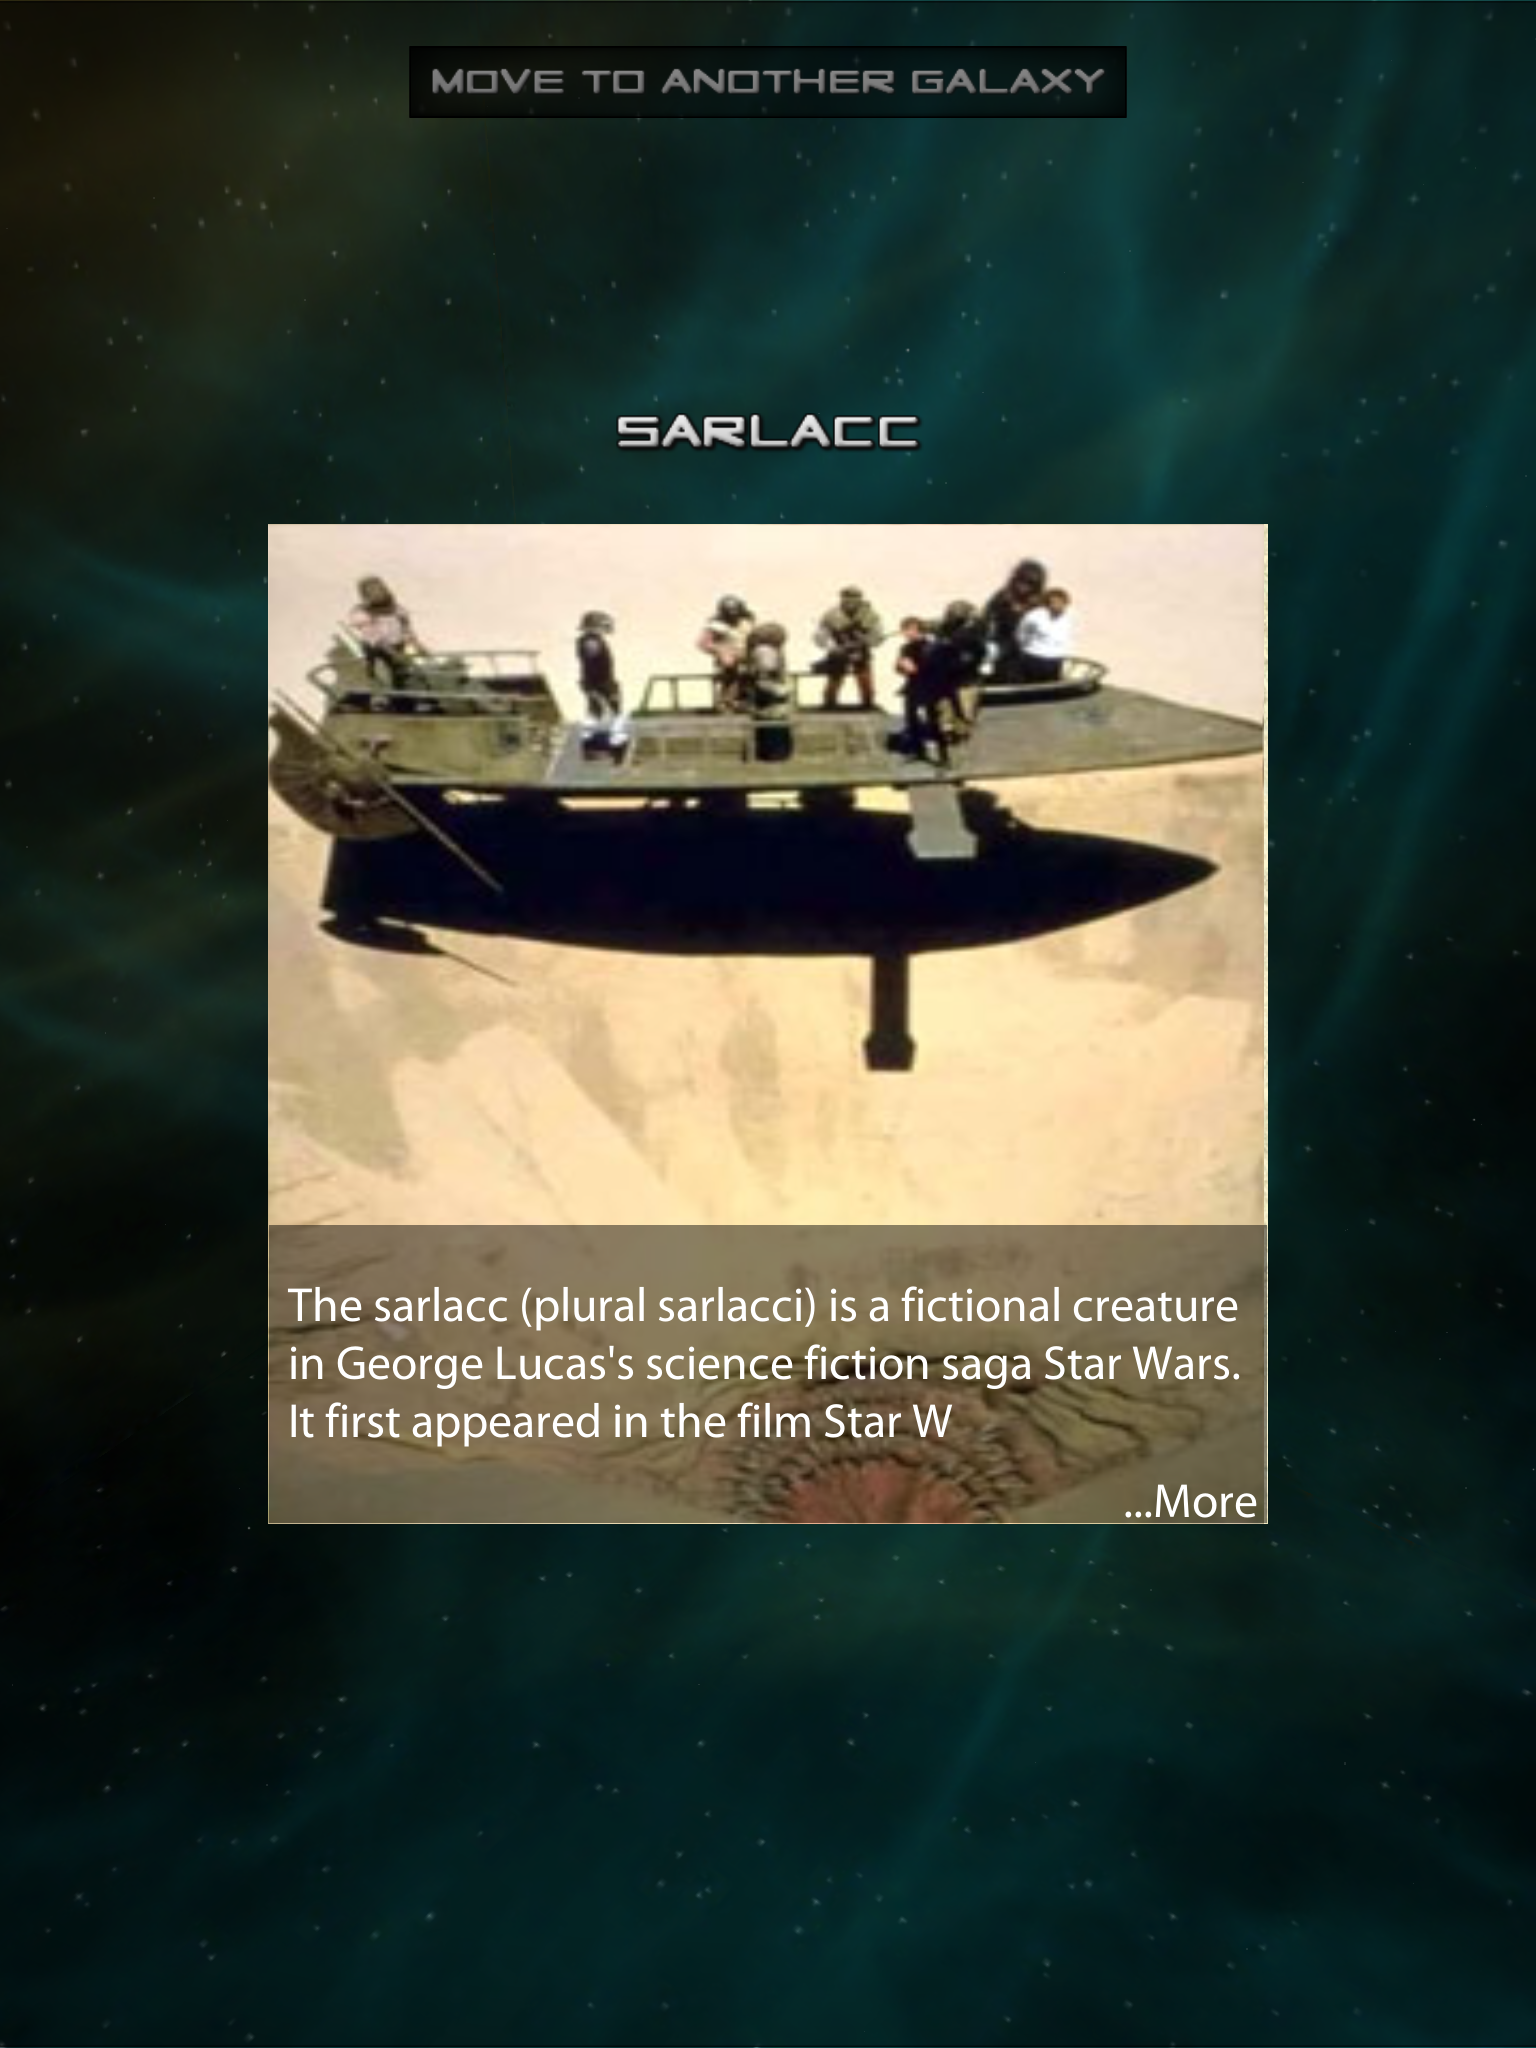 MOVE TO ANOTHER GALAXY
SARLACC
The sarlacc (plural sarlacci) is a fictional creature
in George Lucas's science fiction saga Star Wars.
It first appeared in the film Star W
...More